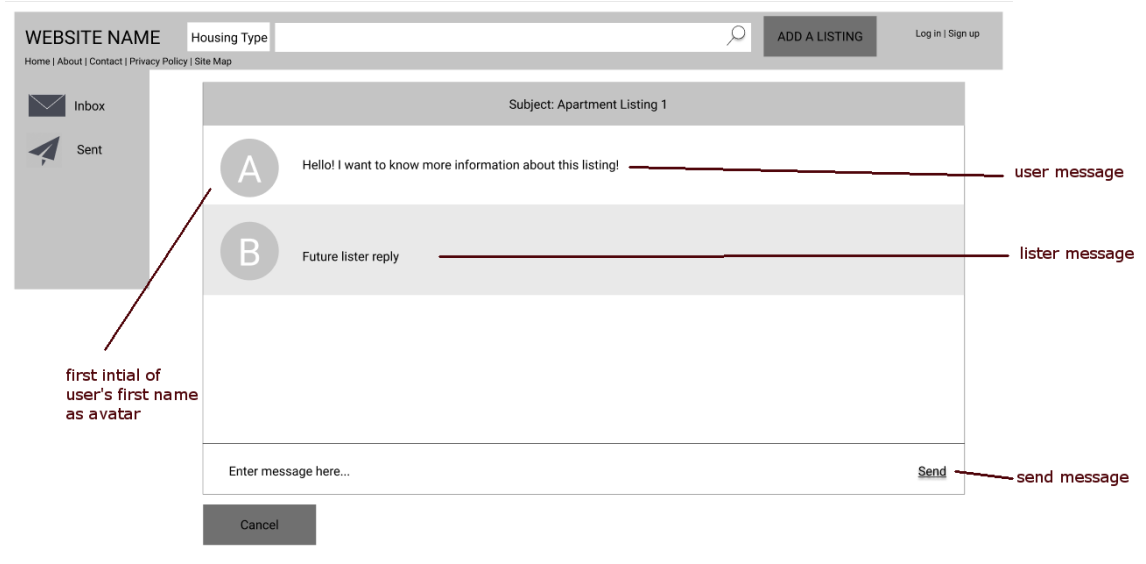 WEBSITE NAME
Housing Type
ADD A LISTING
Log in | Sign up
Home | About | Contact | Privacy Policy | Site Map
Inbox
Sent
Subject: Apartment Listing 1
A
Hello! I want to know more information about this listing!
user message
B
Future lister reply
lister message
first intial of
user's first name
as avatar
Enter message here...
Send
send message
Cancel